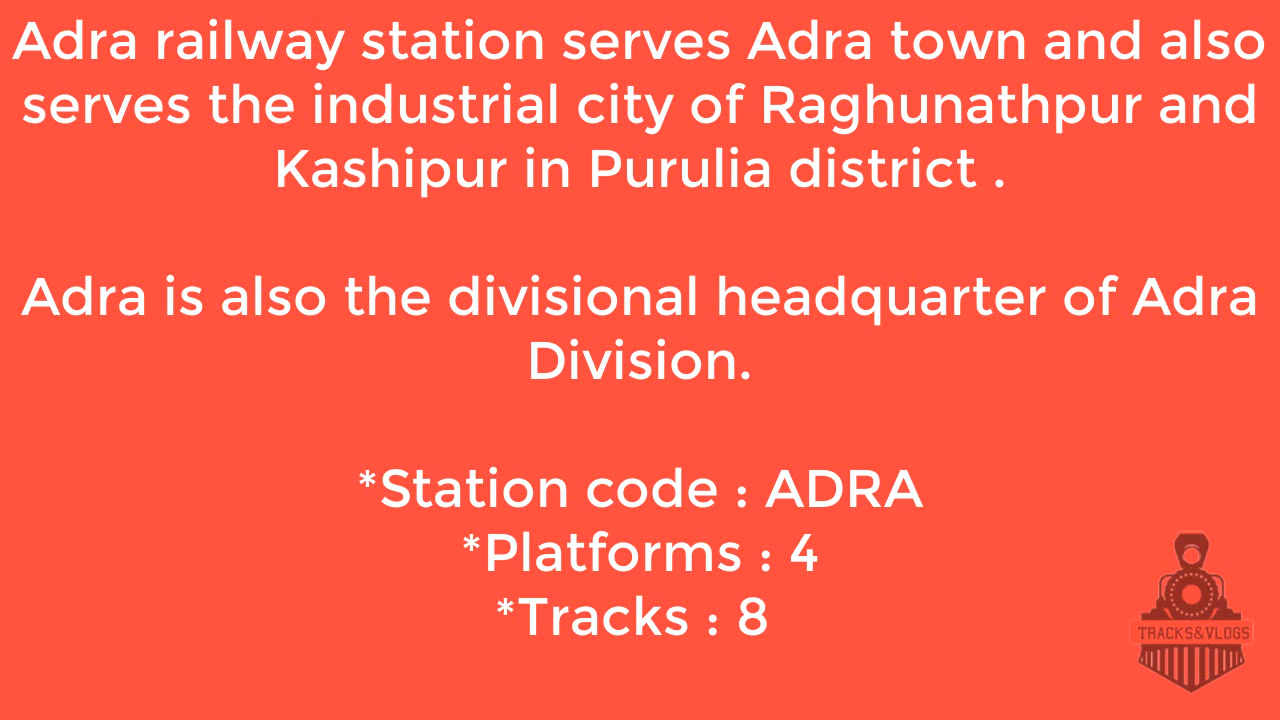 Adra railway station serves Adra town and also
serves the industrial city of Raghunathpur and
Kashipur in Purulia district .
Adra is also the divisional headquarter of Adra
Division.
*Station code : ADRA
*Platforms : 4
*Tracks : 8
TRACKS&VLOGS